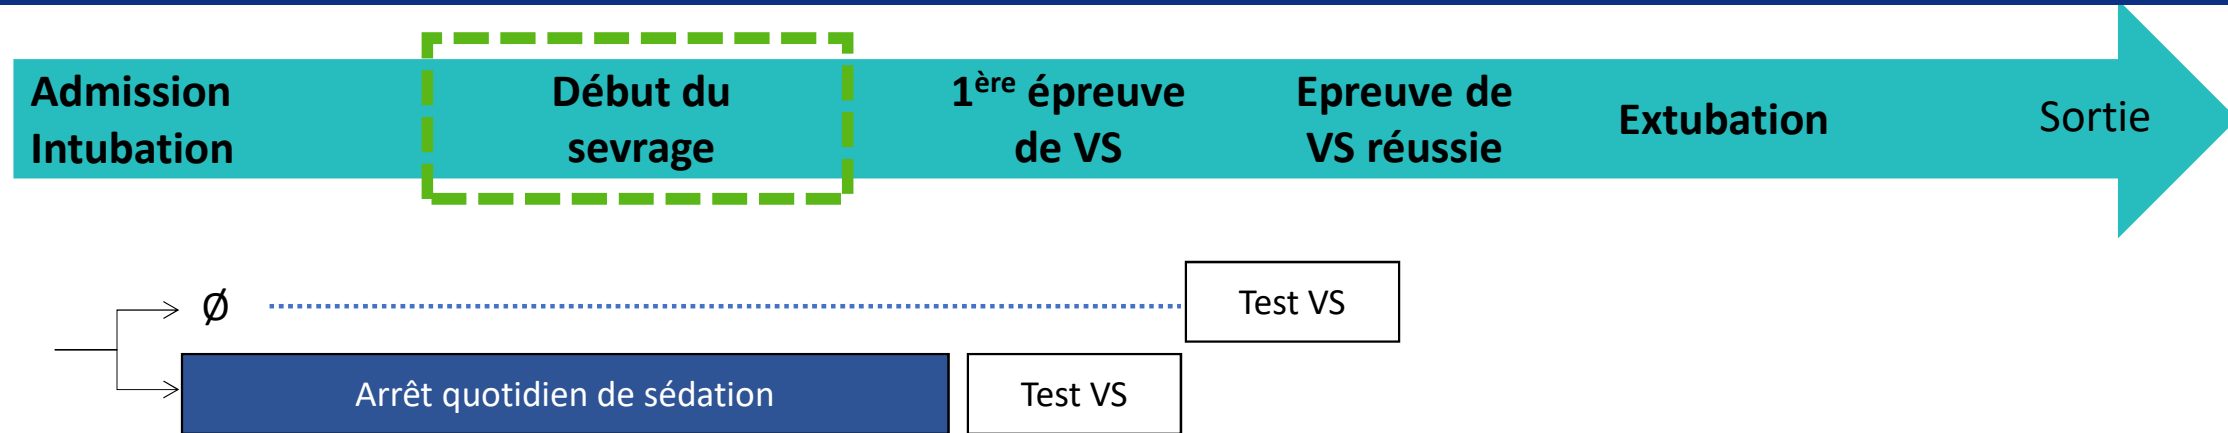 Admission
Intubation
Début du
sevrage
1ère épreuve
de VS
Epreuve de
VS réussie
Extubation
Sortie
Ø
Test VS
Arrêt quotidien de sédation
Test VS